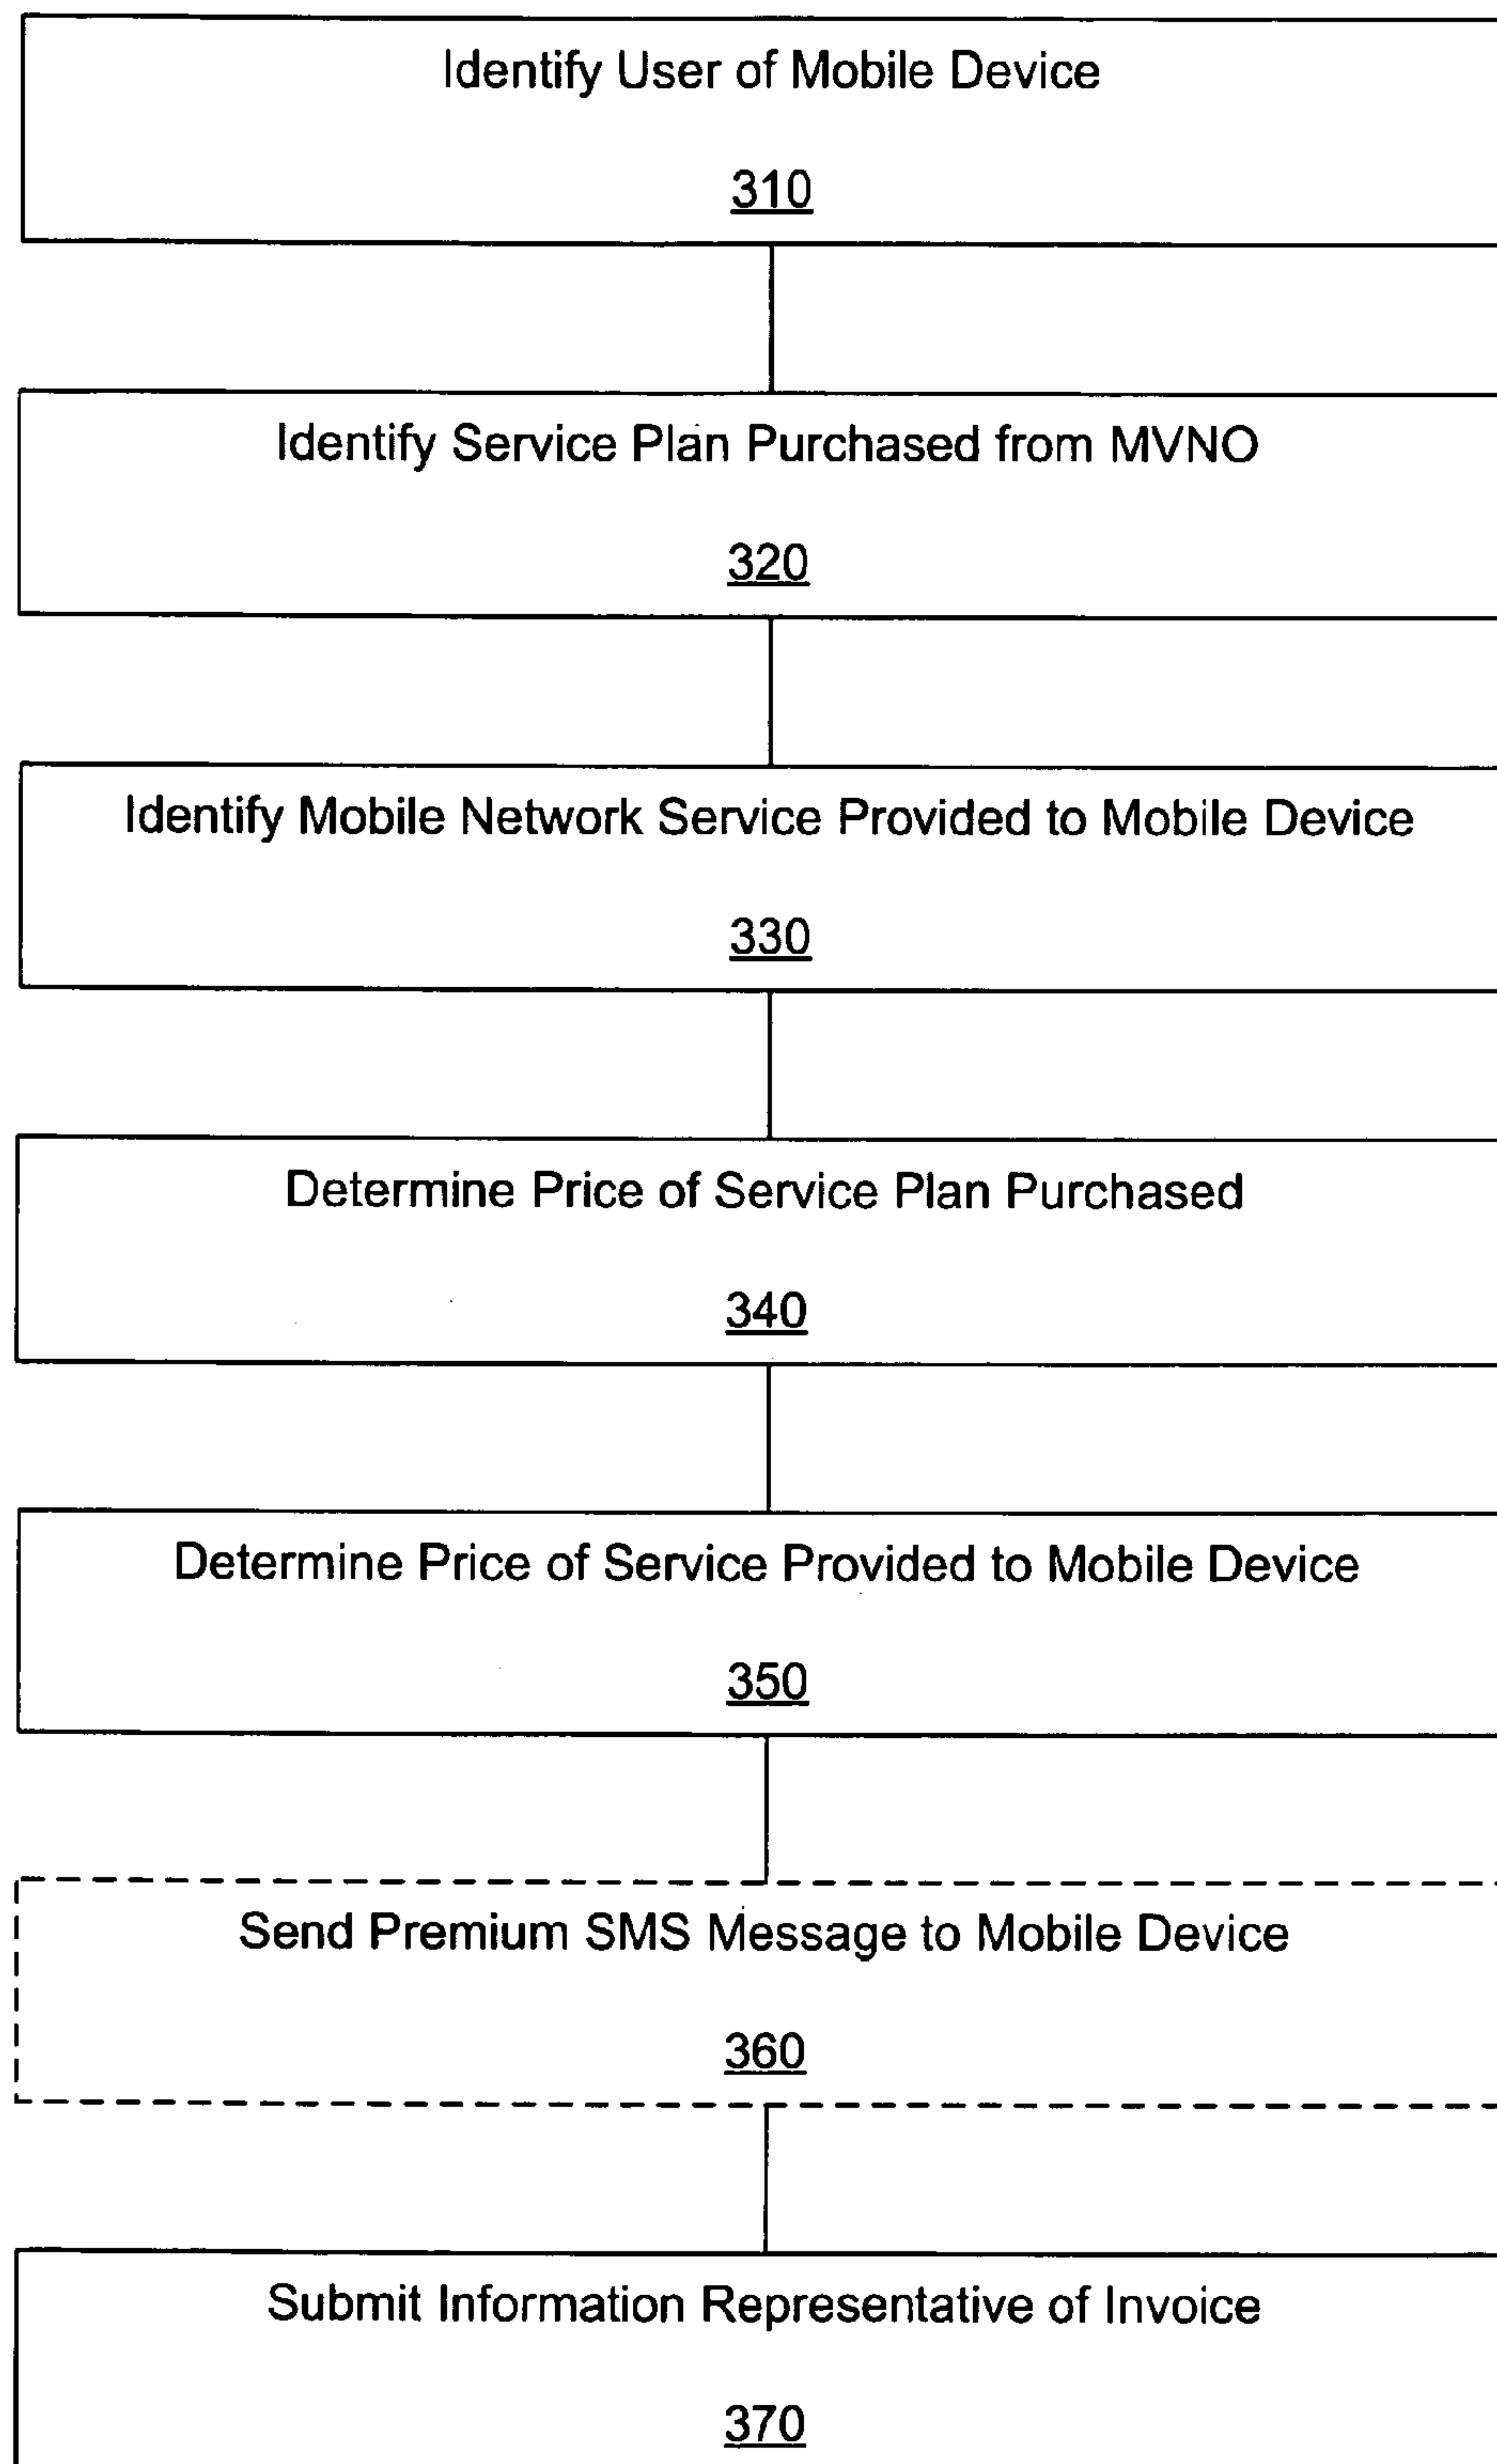 Identify User of Mobile Device
310
Identify Service Plan Purchased from MVNO
320
Identify Mobile Network Service Provided to Mobile Device
330
Determine Price of Service Plan Purchased
340
Determine Price of Service Provided to Mobile Device
350
Send Premium SMS Message to Mobile Device
360
Submit Information Representative of Invoice
370